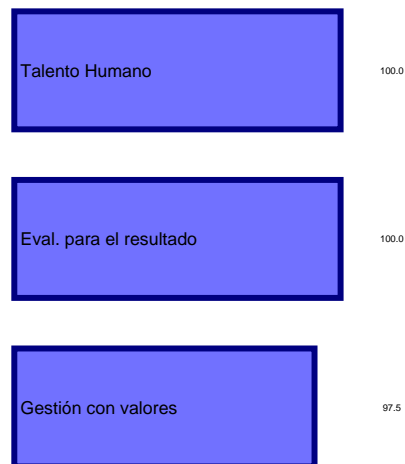 Talento Humano 100.0
Eval. para el resultado 100.0
Gestión con valores 97.5